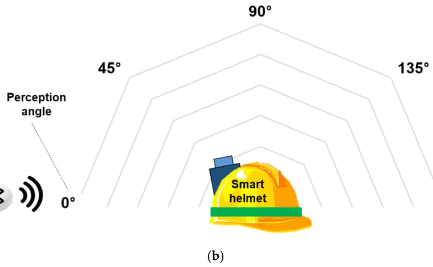 90°
45°
135°
Perception
angle
0°
Smart
helmet
(b)